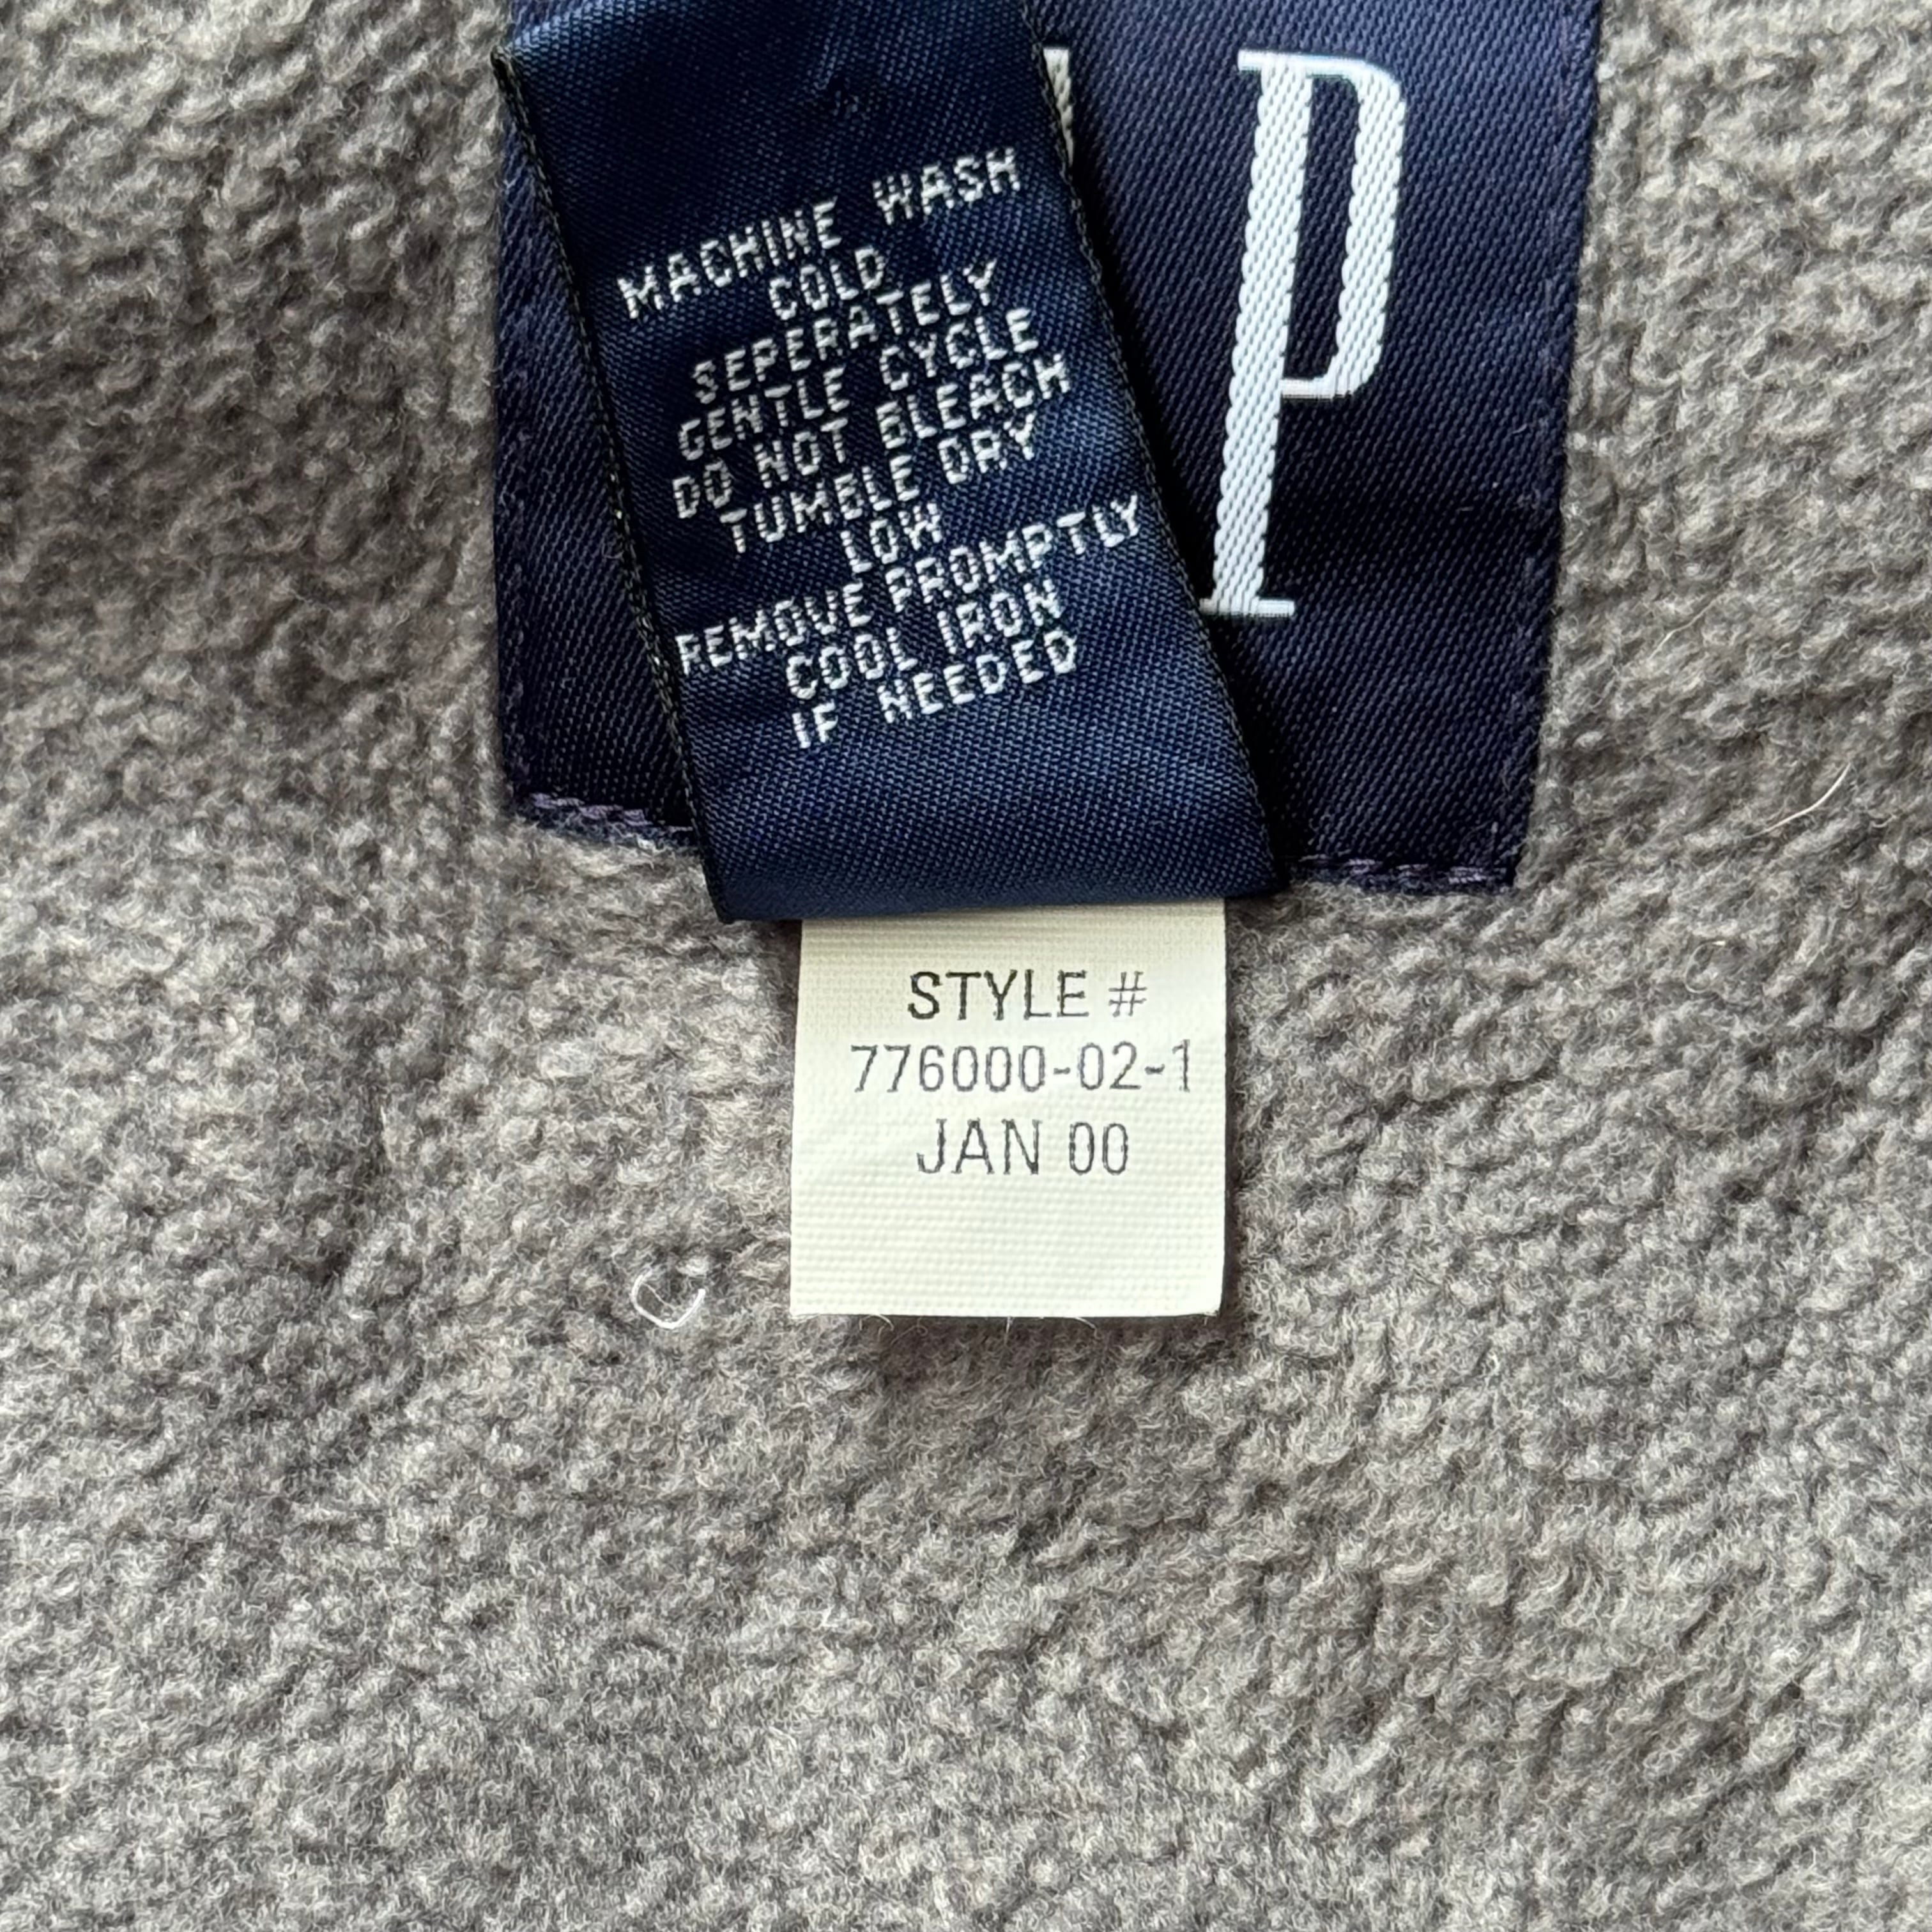 P
MACHINE WASH
COLD
SEPERATELY
GENTLE CYCLE
DO NOT BLEACH
TUMBLE DRY
LOW
REMOVE PROMPTLY
COOL IRON
IF NEEDED
STYLE #
776000-02-1
JAN 00